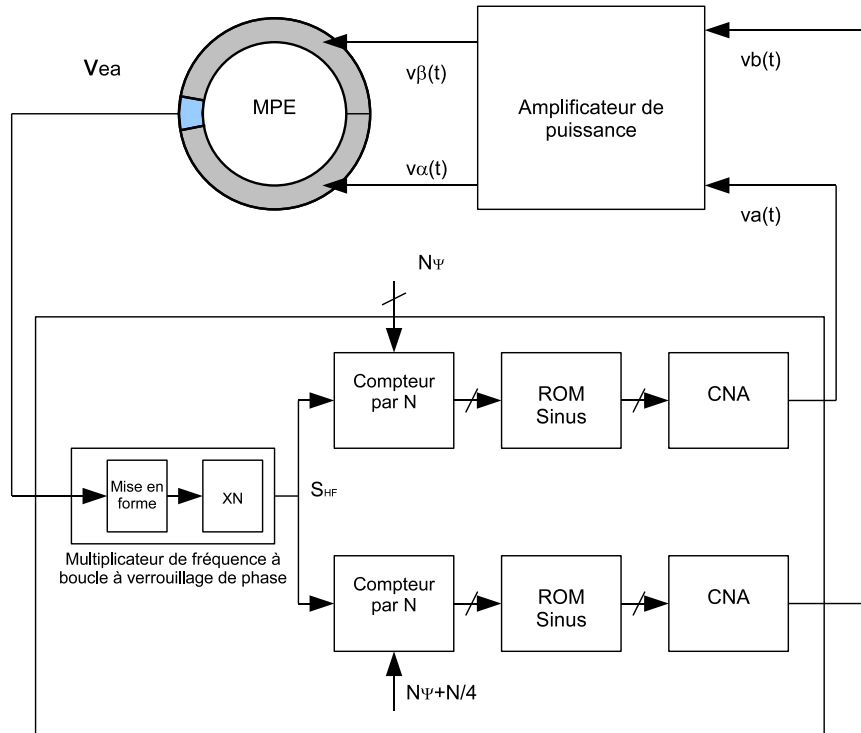 Vea
MPE
vβ(t)
vα(t)
Amplificateur de
puissance
vb(t)
va(t)
NΨ
Compteur
par N
ROM
Sinus
CNA
Mise en
forme
XN
SHF
Multiplicateur de fréquence à
boucle à verrouillage de phase
Compteur
par N
ROM
Sinus
CNA
NΨ+N/4